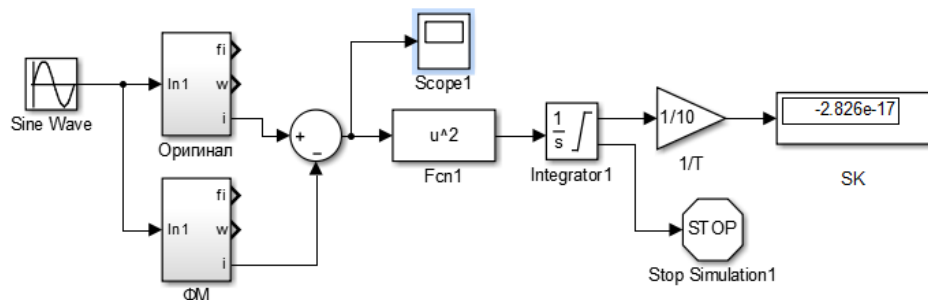 Sine Wave
In1
fi
w
i
Оригинал
In1
fi
w
i
ФМ
+
−
Scope1
u^2
Fcn1
1
s
Integrator1
1/10
1/T
-2.826e-17
SK
STOP
Stop Simulation1